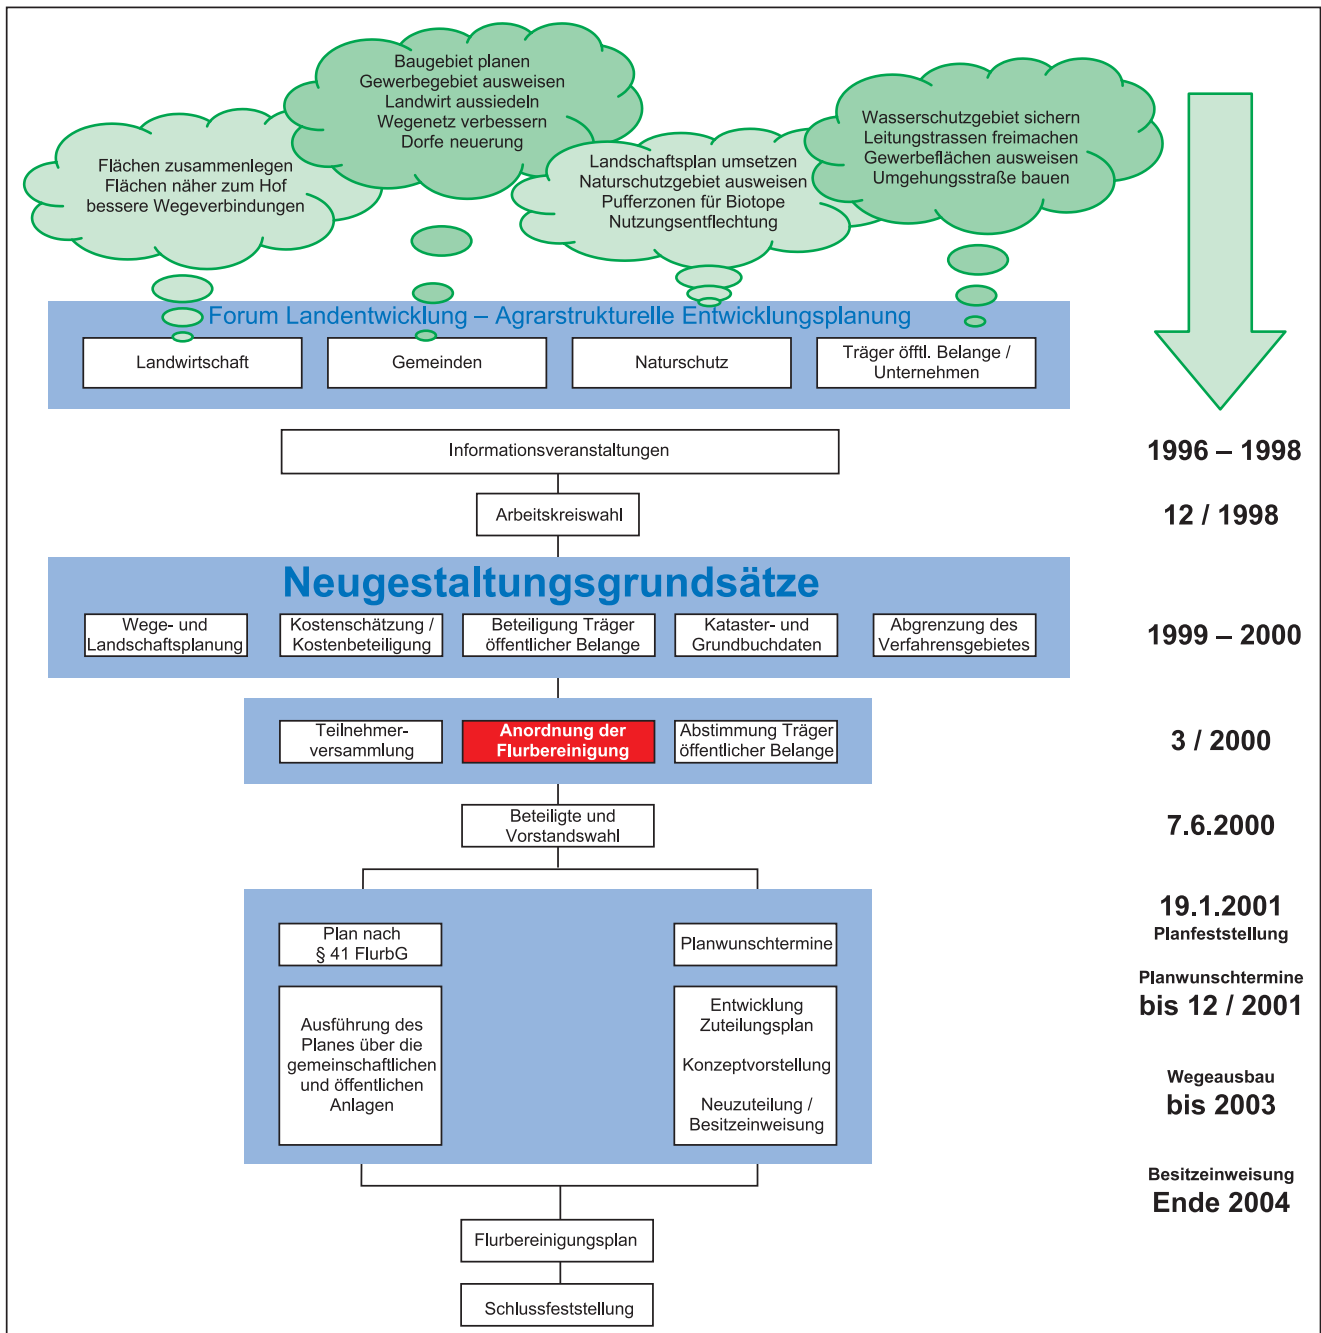 Baugebiet planen
Gewerbegebiet ausweisen
Landwirt aussiedeln
Wegenetz verbessern
Dorfe neuerung
Flächen zusammenlegen
Flächen näher zum Hof
bessere Wegeverbindungen
Landschaftsplan umsetzen
Naturschutzgebiet ausweisen
Pufferzonen für Biotope
Nutzungsentflechtung
Wasserschutzgebiet sichern
Leitungstrassen freimachen
Gewerbeflächen ausweisen
Umgehungsstraße bauen
Forum Landentwicklung – Agrarstrukturelle Entwicklungsplanung
Landwirtschaft
Gemeinden
Naturschutz
Träger öfftl. Belange /
Unternehmen
Informationsveranstaltungen
1996 – 1998
Arbeitskreiswahl
12 / 1998
Neugestaltungsgrundsätze
Wege- und
Landschaftsplanung
Kostenschätzung /
Kostenbeteiligung
Beteiligung Träger
öffentlicher Belange
Kataster- und
Grundbuchdaten
Abgrenzung des
Verfahrensgebietes
1999 – 2000
Teilnehmer-
versammlung
Anordnung der
Flurbereinigung
Abstimmung Träger
öffentlicher Belange
3 / 2000
Beteiligte und
Vorstandswahl
7.6.2000
Plan nach
§ 41 FlurbG
Planwunschtermine
19.1.2001
Planfeststellung
Ausführung des
Planes über die
gemeinschaftlichen
und öffentlichen
Anlagen
Entwicklung
Zuteilungsplan
Konzeptvorstellung
Neuzuteilung /
Besitzeinweisung
Planwunschtermine
bis 12 / 2001
Wegeausbau
bis 2003
Besitzeinweisung
Ende 2004
Flurbereinigungsplan
Schlussfeststellung